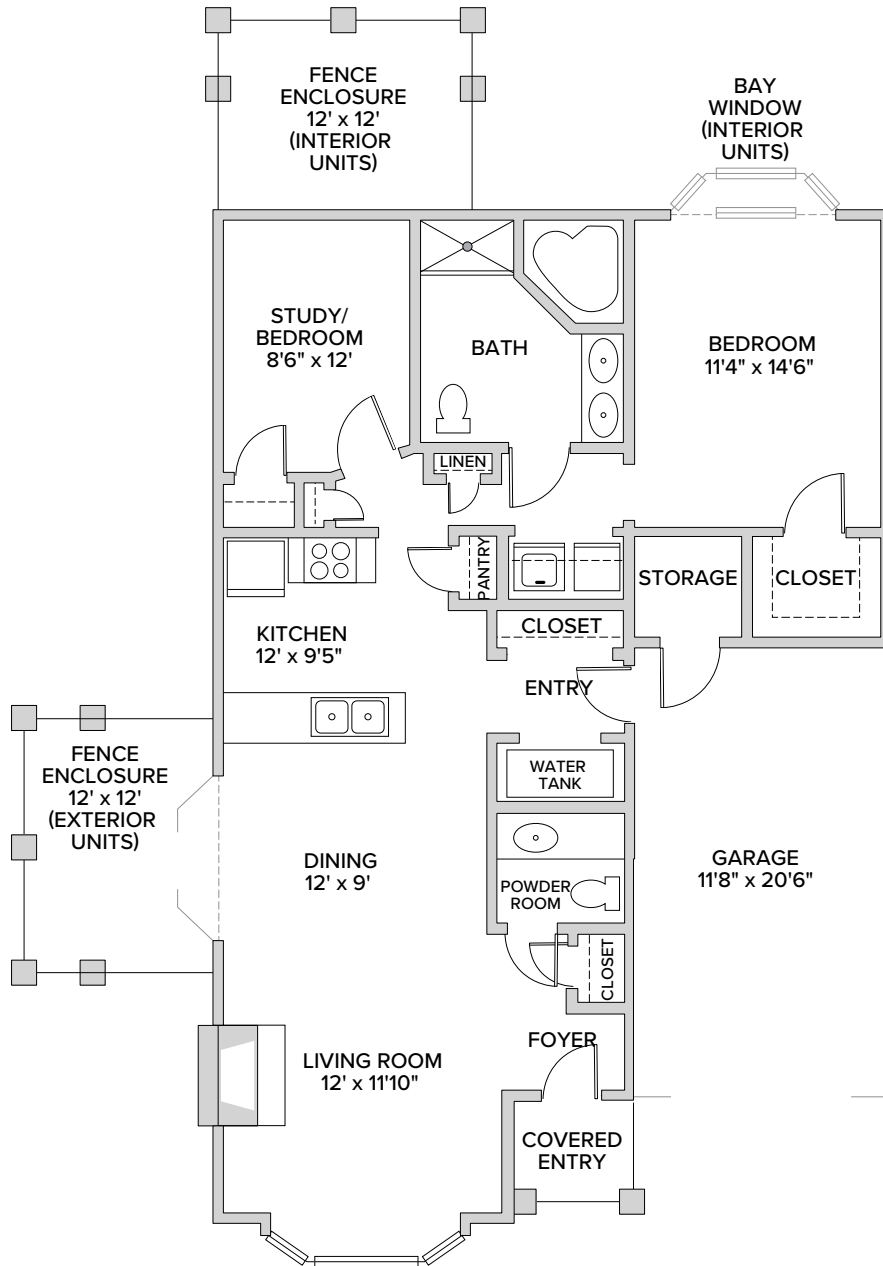 FENCE
ENCLOSURE
12' x 12'
(INTERIOR
UNITS)
BAY
WINDOW
(INTERIOR
UNITS)
STUDY/
BEDROOM
8'6" x 12'
BATH
BEDROOM
11'4" x 14'6"
LINEN
PANTRY
STORAGE
CLOSET
KITCHEN
12' x 9'5"
CLOSET
ENTRY
FENCE
ENCLOSURE
12' x 12'
(EXTERIOR
UNITS)
WATER
TANK
DINING
12' x 9'
POWDER
ROOM
GARAGE
11'8" x 20'6"
CLOSET
FOYER
LIVING ROOM
12' x 11'10"
COVERED
ENTRY